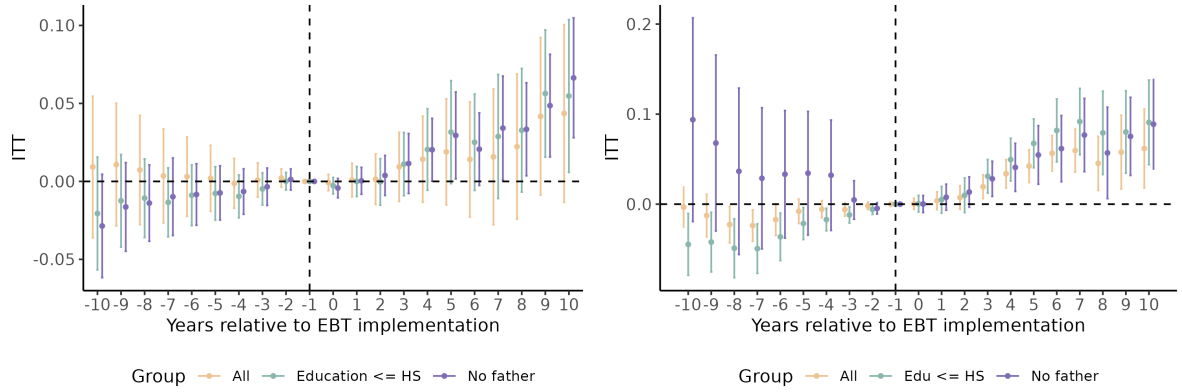 ITT
0.10
0.05
0.00
-0.05
-10 -9 -8 -7 -6 -5 -4 -3 -2 -1 0 1 2 3 4 5 6 7 8 9 10
Years relative to EBT implementation
Group All Education <= HS No father
ITT
0.2
0.1
0.0
-10 -9 -8 -7 -6 -5 -4 -3 -2 -1 0 1 2 3 4 5 6 7 8 9 10
Years relative to EBT implementation
Group All Edu <= HS No father